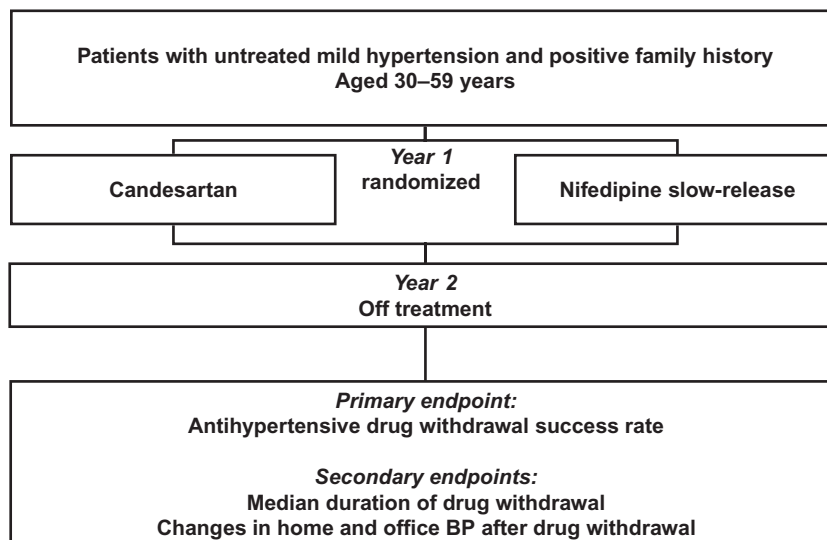 Patients with untreated mild hypertension and positive family history
Aged 30–59 years
Year 1
randomized
Candesartan
Nifedipine slow-release
Year 2
Off treatment
Primary endpoint:
Antihypertensive drug withdrawal success rate
Secondary endpoints:
Median duration of drug withdrawal
Changes in home and office BP after drug withdrawal